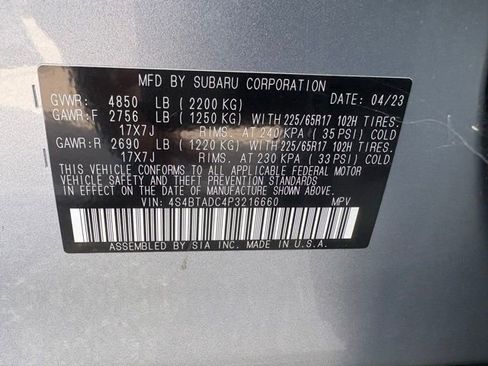 MFD BY SUBARU CORPORATION
GVWR: 4850 LB (2200 KG) DATE: 04/23
GAWR:F 2756 LB (1250 KG) WITH 225/65R17 102H TIRES,
17X7J RIMS, AT 240 KPA (35 PSI) COLD
GAWR:R 2690 LB (1220 KG) WITH 225/65R17 102H TIRES,
17X7J RIMS, AT 230 KPA (33 PSI) COLD
THIS VEHICLE CONFORMS TO ALL APPLICABLE FEDERAL MOTOR
VEHICLE SAFETY AND THEFT PREVENTION STANDARDS IN EFFECT ON THE
DATE OF MANUFACTURE SHOWN ABOVE.
VIN: 4S4BTADC4P3216660 MPV
ASSEMBLED BY SIA INC. MADE IN U.S.A.